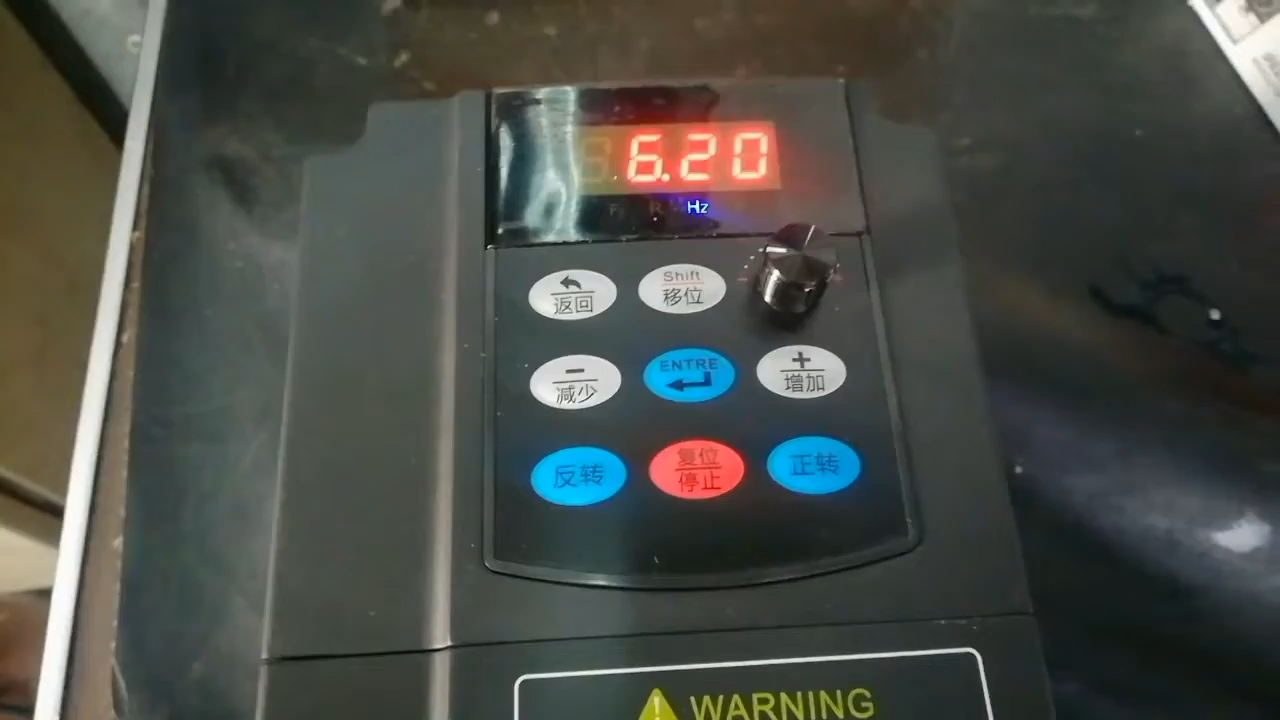 6.20
Hz
返回
Shift
移位
-
减少
ENTRE
+
增加
反转
复位
停止
正转
WARNING